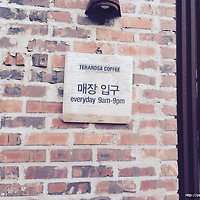 TERAROSA COFFEE
매장 입구
everyday 9am-9pm